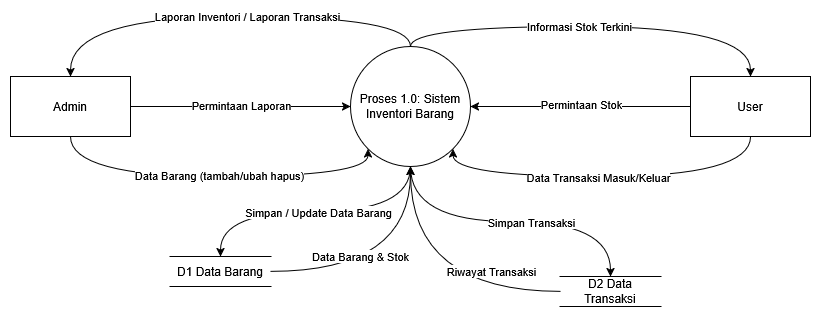 Laporan Inventori / Laporan Transaksi
Informasi Stok Terkini
Admin
Permintaan Laporan
Proses 1.0: Sistem
Inventori Barang
Permintaan Stok
User
Data Barang (tambah/ubah hapus)
Data Transaksi Masuk/Keluar
Simpan / Update Data Barang
Simpan Transaksi
Data Barang & Stok
D1 Data Barang
Riwayat Transaksi
D2 Data
Transaksi